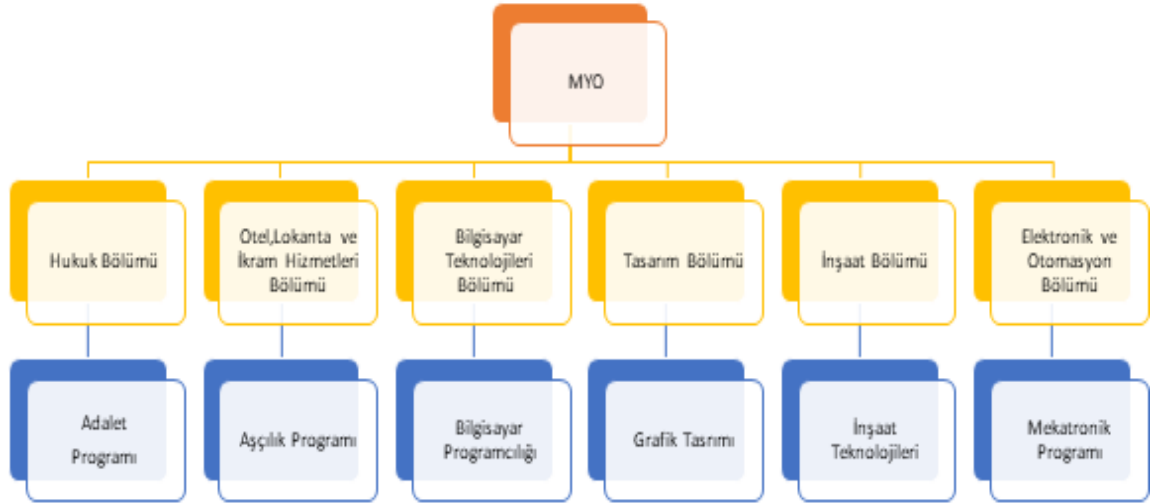 MYO
Hukuk Bölümü
Otel,Lokanta ve
İkram Hizmetleri
Bölümü
Bilgisayar
Teknolojileri
Bölümü
Tasarım Bölümü
İnşaat Bölümü
Elektronik ve
Otomasyon
Bölümü
Adalet
Programı
Aşçılık Programı
Bilgisayar
Programcılığı
Grafik Tasrımı
İnşaat
Teknolojileri
Mekatronik
Programı